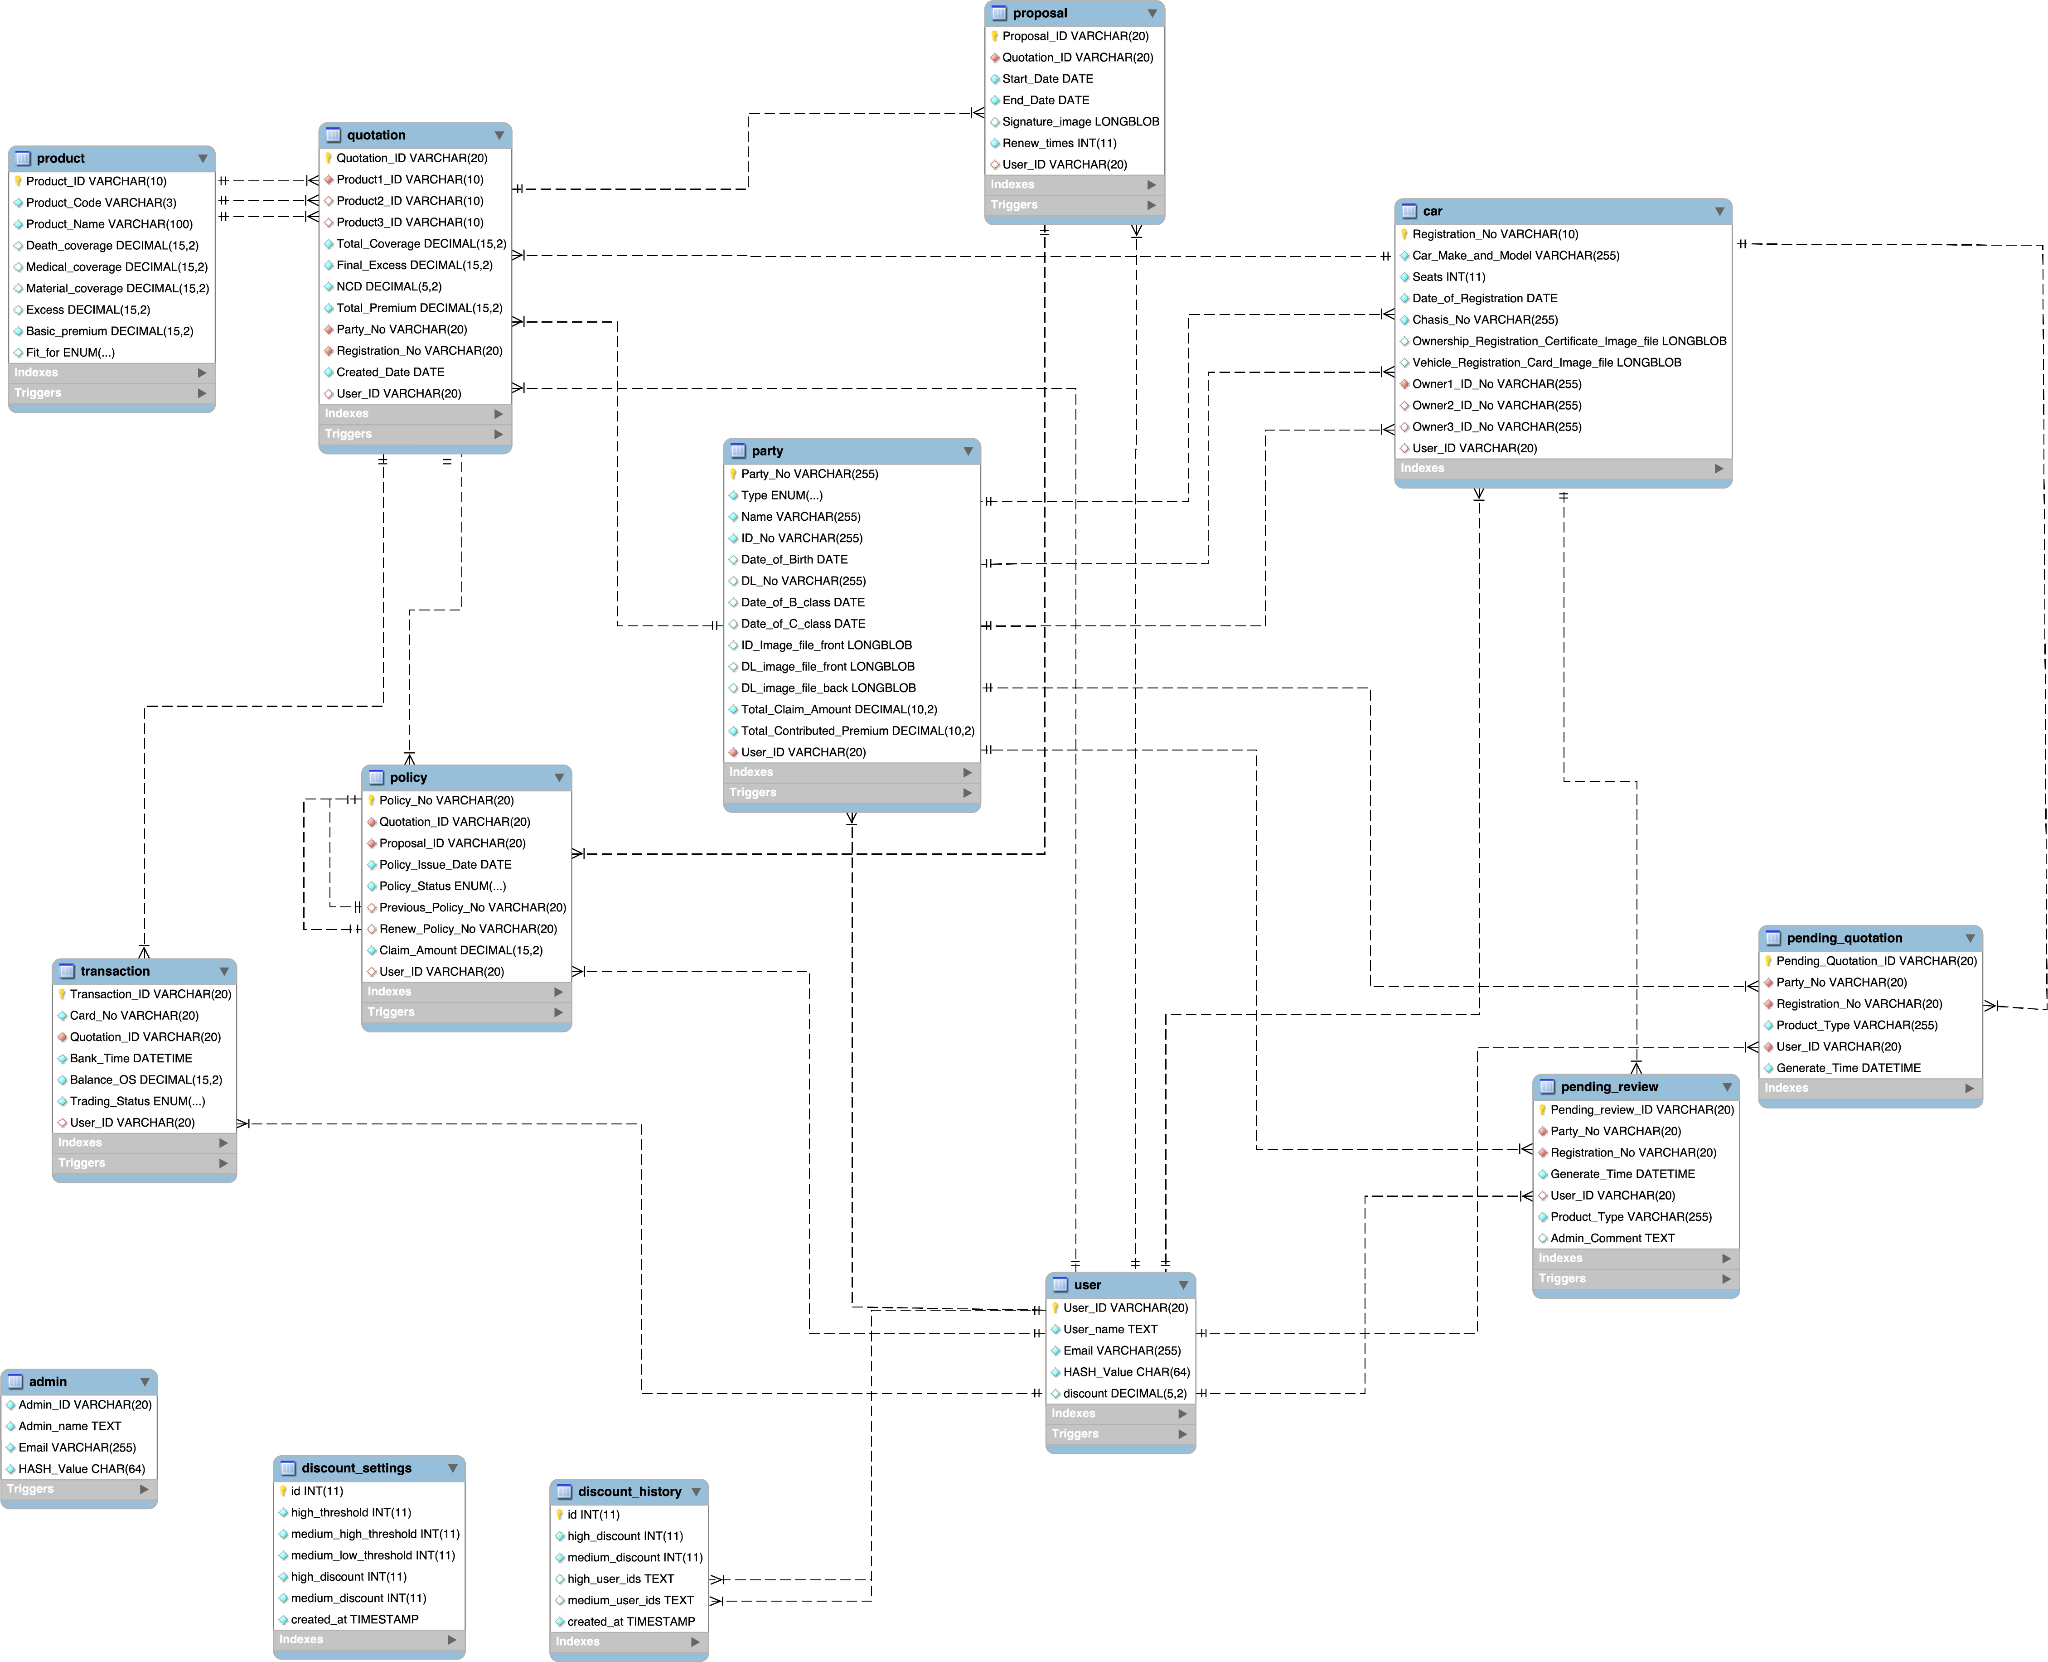 proposal
Proposal_ID VARCHAR(20)
Quotation_ID VARCHAR(20)
Start_Date DATE
End_Date DATE
Signature_image LONGBLOB
Renew_times INT(11)
User_ID VARCHAR(20)
Indexes
Triggers
quotation
Quotation_ID VARCHAR(20)
Product1_ID VARCHAR(10)
Product2_ID VARCHAR(10)
Product3_ID VARCHAR(10)
Total_Coverage DECIMAL(15,2)
Final_Excess DECIMAL(15,2)
NCD DECIMAL(5,2)
Total_Premium DECIMAL(15,2)
Party_No VARCHAR(20)
Registration_No VARCHAR(20)
Created_Date DATE
User_ID VARCHAR(20)
Indexes
Triggers
product
Product_ID VARCHAR(10)
Product_Code VARCHAR(3)
Product_Name VARCHAR(100)
Death_coverage DECIMAL(15,2)
Medical_coverage DECIMAL(15,2)
Material_coverage DECIMAL(15,2)
Excess DECIMAL(15,2)
Basic_premium DECIMAL(15,2)
Fit_for ENUM(...)
Indexes
Triggers
car
Registration_No VARCHAR(10)
Car_Make_and_Model VARCHAR(255)
Seats INT(11)
Date_of_Registration DATE
Chasis_No VARCHAR(255)
Ownership_Registration_Certificate_Image_file LONGBLOB
Vehicle_Registration_Card_Image_file LONGBLOB
Owner1_ID_No VARCHAR(255)
Owner2_ID_No VARCHAR(255)
Owner3_ID_No VARCHAR(255)
User_ID VARCHAR(20)
Indexes
party
Party_No VARCHAR(255)
Type ENUM(...)
Name VARCHAR(255)
ID_No VARCHAR(255)
Date_of_Birth DATE
DL_No VARCHAR(255)
Date_of_B_class DATE
Date_of_C_class DATE
ID_Image_file_front LONGBLOB
DL_image_file_front LONGBLOB
DL_image_file_back LONGBLOB
Total_Claim_Amount DECIMAL(10,2)
Total_Contributed_Premium DECIMAL(10,2)
User_ID VARCHAR(20)
Indexes
Triggers
policy
Policy_No VARCHAR(20)
Quotation_ID VARCHAR(20)
Proposal_ID VARCHAR(20)
Policy_Issue_Date DATE
Policy_Status ENUM(...)
Previous_Policy_No VARCHAR(20)
Renew_Policy_No VARCHAR(20)
Claim_Amount DECIMAL(15,2)
User_ID VARCHAR(20)
Indexes
Triggers
transaction
Transaction_ID VARCHAR(20)
Card_No VARCHAR(20)
Quotation_ID VARCHAR(20)
Bank_Time DATETIME
Balance_OS DECIMAL(15,2)
Trading_Status ENUM(...)
User_ID VARCHAR(20)
Indexes
Triggers
pending_quotation
Pending_Quotation_ID VARCHAR(20)
Party_No VARCHAR(20)
Registration_No VARCHAR(20)
Product_Type VARCHAR(255)
User_ID VARCHAR(20)
Generate_Time DATETIME
Indexes
pending_review
Pending_review_ID VARCHAR(20)
Party_No VARCHAR(20)
Registration_No VARCHAR(20)
Generate_Time DATETIME
User_ID VARCHAR(20)
Product_Type VARCHAR(255)
Admin_Comment TEXT
Indexes
Triggers
user
User_ID VARCHAR(20)
User_name TEXT
Email VARCHAR(255)
HASH_Value CHAR(64)
discount DECIMAL(5,2)
Indexes
Triggers
admin
Admin_ID VARCHAR(20)
Admin_name TEXT
Email VARCHAR(255)
HASH_Value CHAR(64)
Triggers
discount_settings
id INT(11)
high_threshold INT(11)
medium_high_threshold INT(11)
medium_low_threshold INT(11)
high_discount INT(11)
medium_discount INT(11)
created_at TIMESTAMP
Indexes
discount_history
id INT(11)
high_discount INT(11)
medium_discount INT(11)
high_user_ids TEXT
medium_user_ids TEXT
created_at TIMESTAMP
Indexes